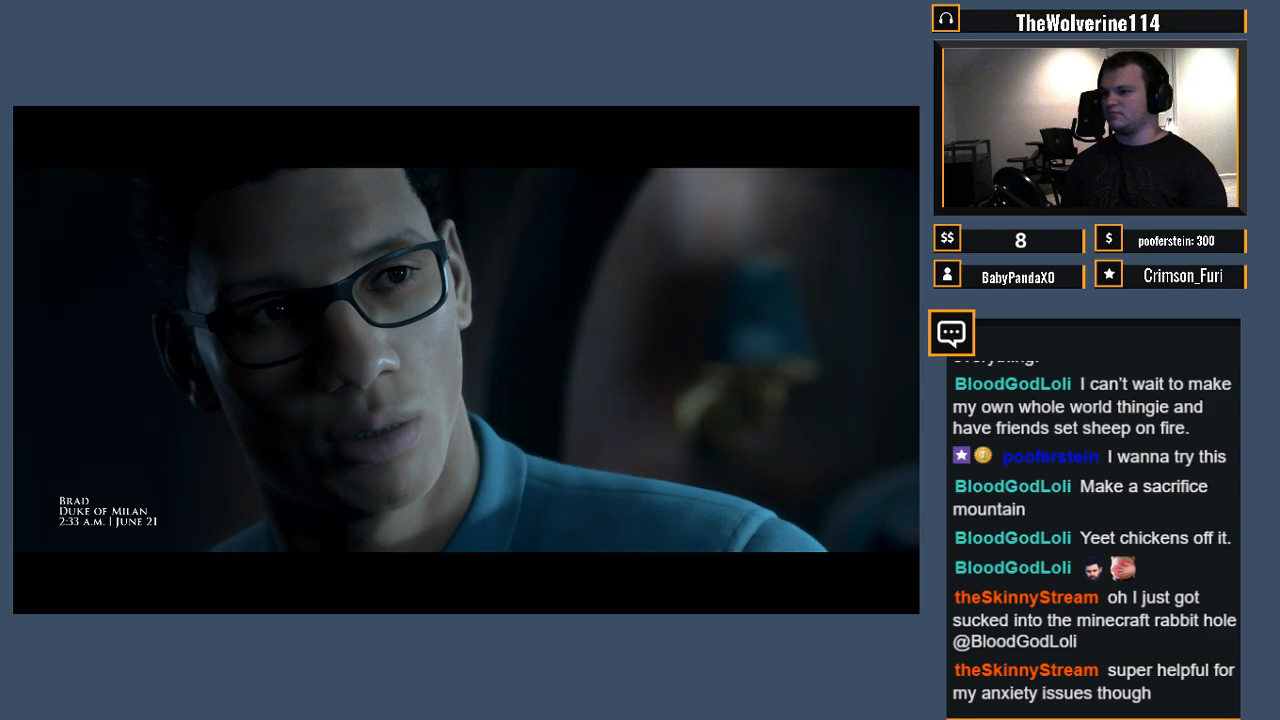 TheWolverine114
BRAD
DUKE OF MILAN
2:33 A.M. | JUNE 21
$$
8
$
pooferstein: 300
BabyPandaXO
Crimson_Furi
BloodGodLoli I can't wait to make
my own whole world thingie and
have friends set sheep on fire.
pooferstein I wanna try this
BloodGodLoli Make a sacrifice
mountain
BloodGodLoli Yeet chickens off it.
BloodGodLoli
theSkinnyStream oh I just got
sucked into the minecraft rabbit hole
@BloodGodLoli
theSkinnyStream super helpful for
my anxiety issues though